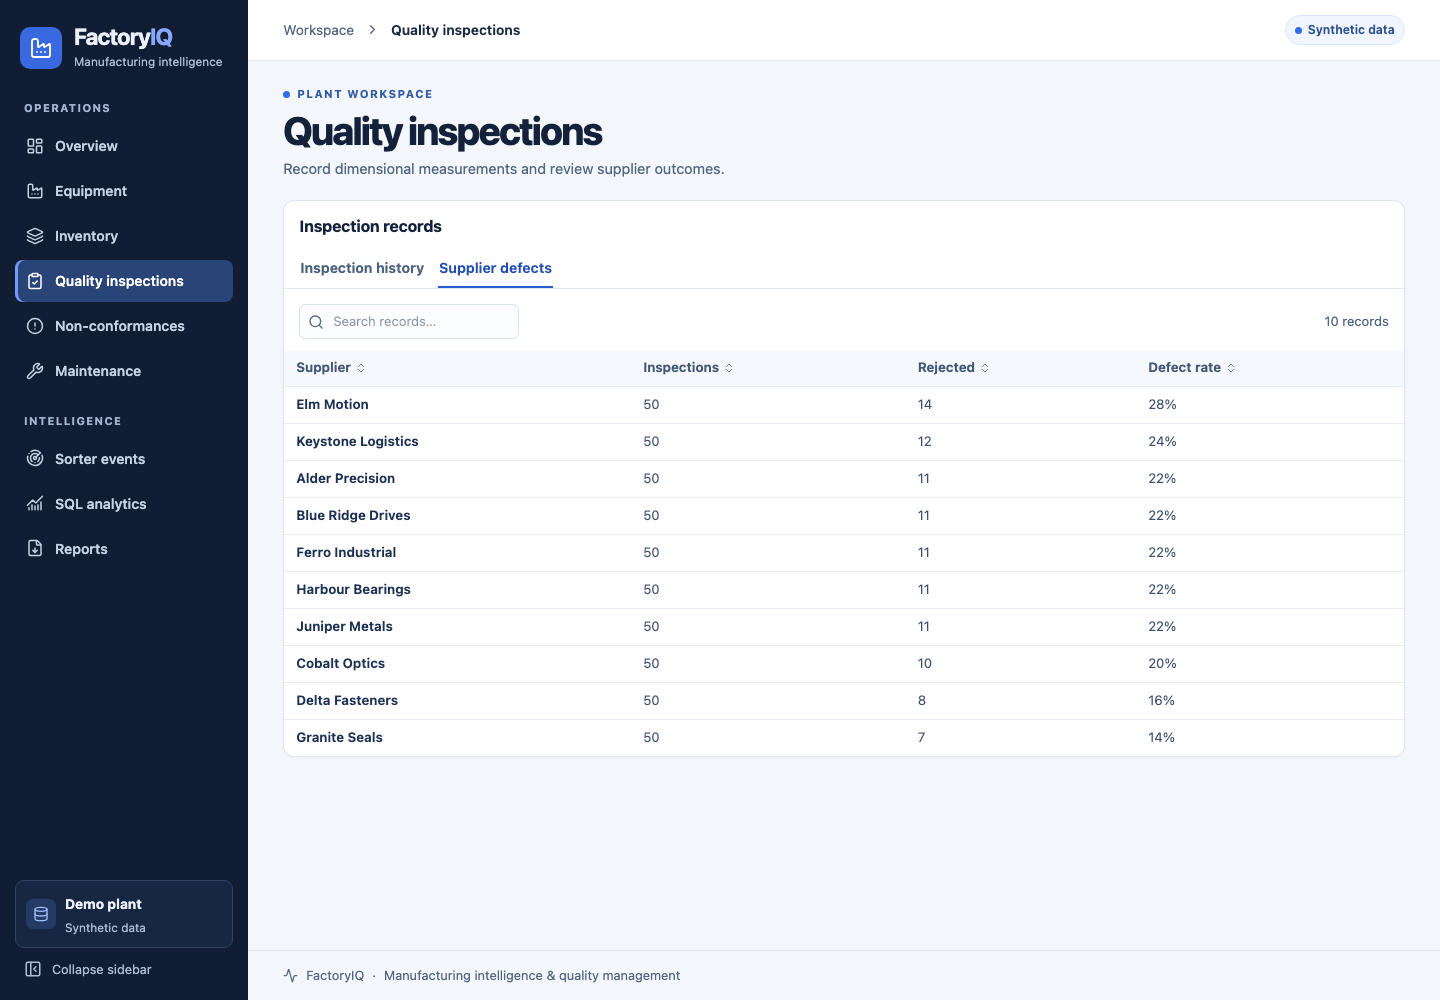 FactoryIQ
Manufacturing intelligence
OPERATIONS
Overview
Equipment
Inventory
Quality inspections
Non-conformances
Maintenance
INTELLIGENCE
Sorter events
SQL analytics
Reports
Demo plant
Synthetic data
Collapse sidebar
Workspace Quality inspections Synthetic data
PLANT WORKSPACE
Quality inspections
Record dimensional measurements and review supplier outcomes.
Inspection records
Inspection history Supplier defects
Search records... 10 records
Supplier Inspections Rejected Defect rate
Elm Motion 50 14 28%
Keystone Logistics 50 12 24%
Alder Precision 50 11 22%
Blue Ridge Drives 50 11 22%
Ferro Industrial 50 11 22%
Harbour Bearings 50 11 22%
Juniper Metals 50 11 22%
Cobalt Optics 50 10 20%
Delta Fasteners 50 8 16%
Granite Seals 50 7 14%
FactoryIQ · Manufacturing intelligence & quality management